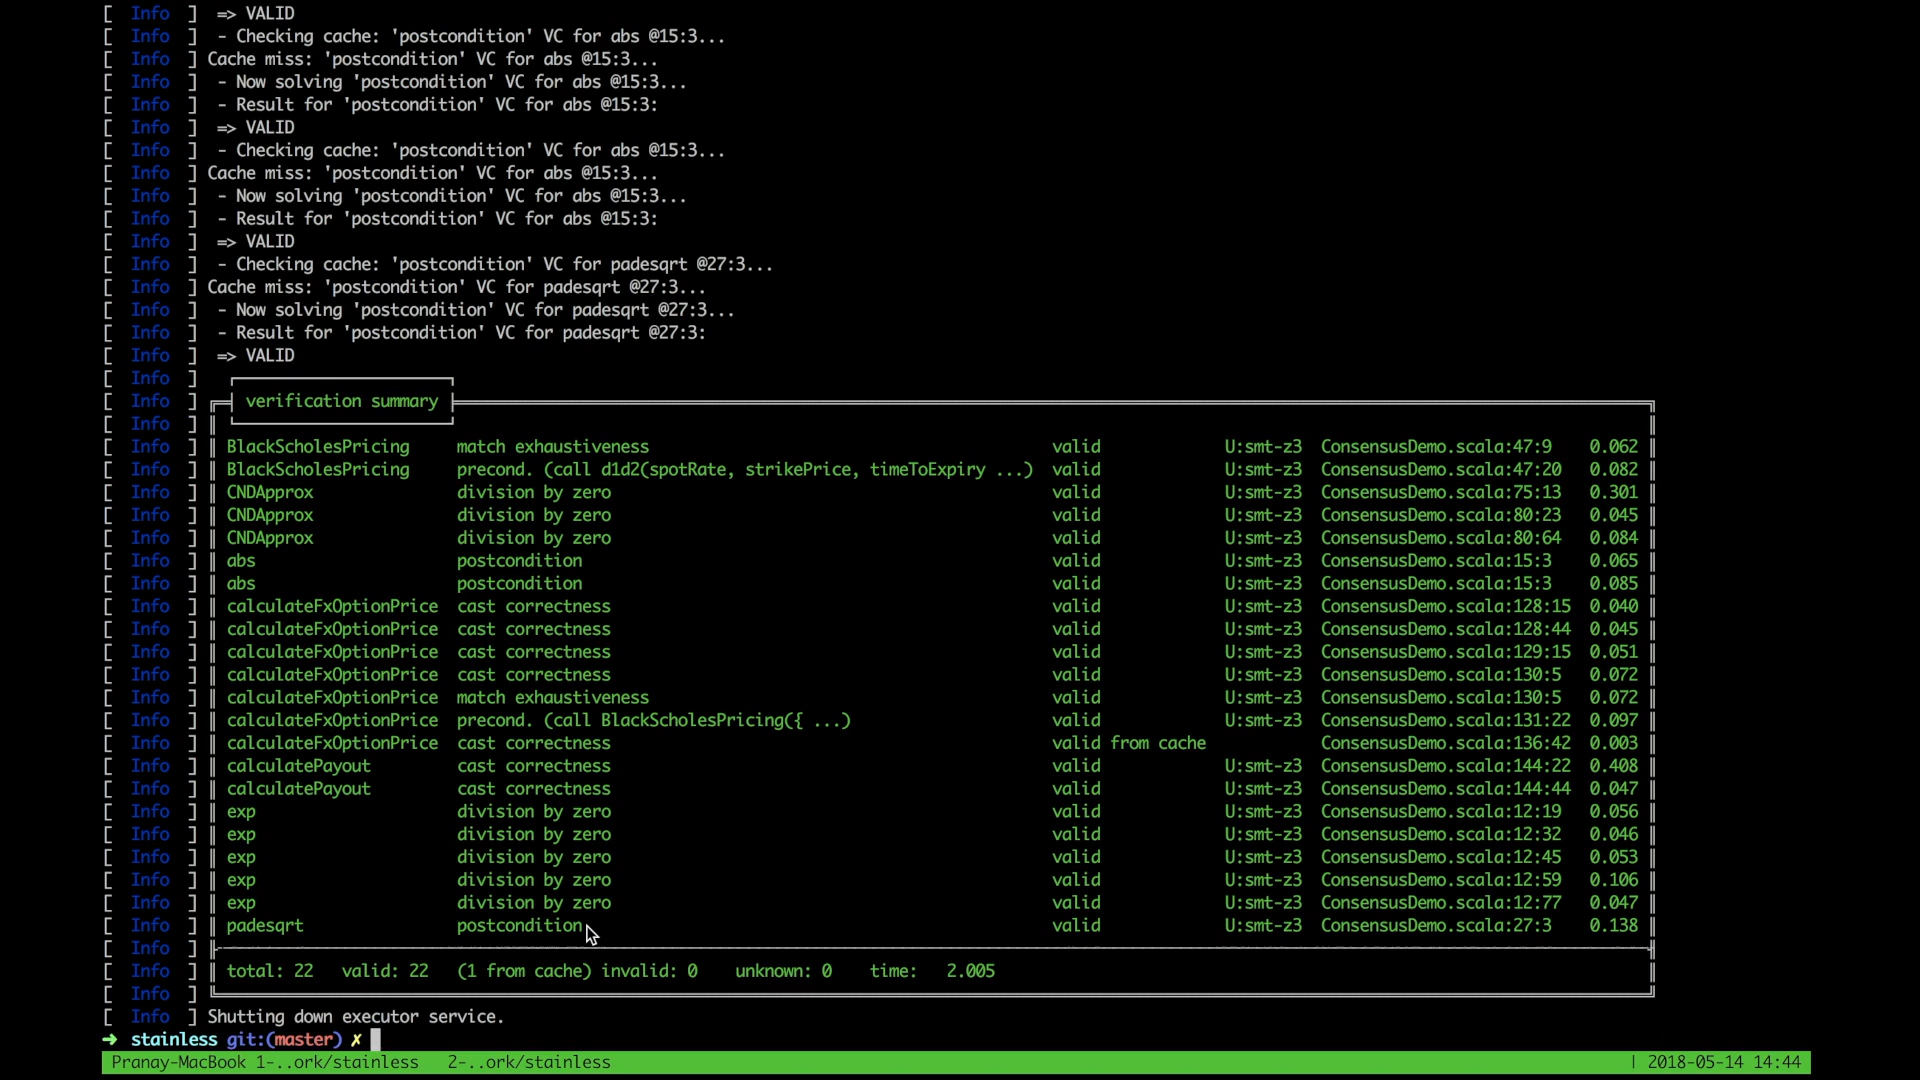 [  Info  ]  => VALID
[  Info  ]  - Checking cache: 'postcondition' VC for abs @15:3...
[  Info  ] Cache miss: 'postcondition' VC for abs @15:3...
[  Info  ]  - Now solving 'postcondition' VC for abs @15:3...
[  Info  ]  - Result for 'postcondition' VC for abs @15:3:
[  Info  ]  => VALID
[  Info  ]  - Checking cache: 'postcondition' VC for abs @15:3...
[  Info  ] Cache miss: 'postcondition' VC for abs @15:3...
[  Info  ]  - Now solving 'postcondition' VC for abs @15:3...
[  Info  ]  - Result for 'postcondition' VC for abs @15:3:
[  Info  ]  => VALID
[  Info  ]  - Checking cache: 'postcondition' VC for padesqrt @27:3...
[  Info  ] Cache miss: 'postcondition' VC for padesqrt @27:3...
[  Info  ]  - Now solving 'postcondition' VC for padesqrt @27:3...
[  Info  ]  - Result for 'postcondition' VC for padesqrt @27:3:
[  Info  ]  => VALID
[  Info  ]
[  Info  ] verification summary
[  Info  ]
[  Info  ] BlackScholesPricing match exhaustiveness valid U:smt-z3 ConsensusDemo.scala:47:9 0.062
[  Info  ] BlackScholesPricing precond. (call d1d2(spotRate, strikePrice, timeToExpiry ...) valid U:smt-z3 ConsensusDemo.scala:47:20 0.082
[  Info  ] CNDApprox division by zero valid U:smt-z3 ConsensusDemo.scala:75:13 0.301
[  Info  ] CNDApprox division by zero valid U:smt-z3 ConsensusDemo.scala:80:23 0.045
[  Info  ] CNDApprox division by zero valid U:smt-z3 ConsensusDemo.scala:80:64 0.084
[  Info  ] abs postcondition valid U:smt-z3 ConsensusDemo.scala:15:3 0.065
[  Info  ] abs postcondition valid U:smt-z3 ConsensusDemo.scala:15:3 0.085
[  Info  ] calculateFxOptionPrice cast correctness valid U:smt-z3 ConsensusDemo.scala:128:15 0.040
[  Info  ] calculateFxOptionPrice cast correctness valid U:smt-z3 ConsensusDemo.scala:128:44 0.045
[  Info  ] calculateFxOptionPrice cast correctness valid U:smt-z3 ConsensusDemo.scala:129:15 0.051
[  Info  ] calculateFxOptionPrice cast correctness valid U:smt-z3 ConsensusDemo.scala:130:5 0.072
[  Info  ] calculateFxOptionPrice match exhaustiveness valid U:smt-z3 ConsensusDemo.scala:130:5 0.072
[  Info  ] calculateFxOptionPrice precond. (call BlackScholesPricing({ ...) valid U:smt-z3 ConsensusDemo.scala:131:22 0.097
[  Info  ] calculateFxOptionPrice cast correctness valid from cache ConsensusDemo.scala:136:42 0.003
[  Info  ] calculatePayout cast correctness valid U:smt-z3 ConsensusDemo.scala:144:22 0.408
[  Info  ] calculatePayout cast correctness valid U:smt-z3 ConsensusDemo.scala:144:44 0.047
[  Info  ] exp division by zero valid U:smt-z3 ConsensusDemo.scala:12:19 0.056
[  Info  ] exp division by zero valid U:smt-z3 ConsensusDemo.scala:12:32 0.046
[  Info  ] exp division by zero valid U:smt-z3 ConsensusDemo.scala:12:45 0.053
[  Info  ] exp division by zero valid U:smt-z3 ConsensusDemo.scala:12:59 0.106
[  Info  ] exp division by zero valid U:smt-z3 ConsensusDemo.scala:12:77 0.047
[  Info  ] padesqrt postcondition valid U:smt-z3 ConsensusDemo.scala:27:3 0.138
[  Info  ]
[  Info  ] total: 22 valid: 22 (1 from cache) invalid: 0 unknown: 0 time: 2.005
[  Info  ]
[  Info  ] Shutting down executor service.
➜ stainless git:(master) ✗
Pranay-MacBook 1-..ork/stainless 2-..ork/stainless | 2018-05-14 14:44